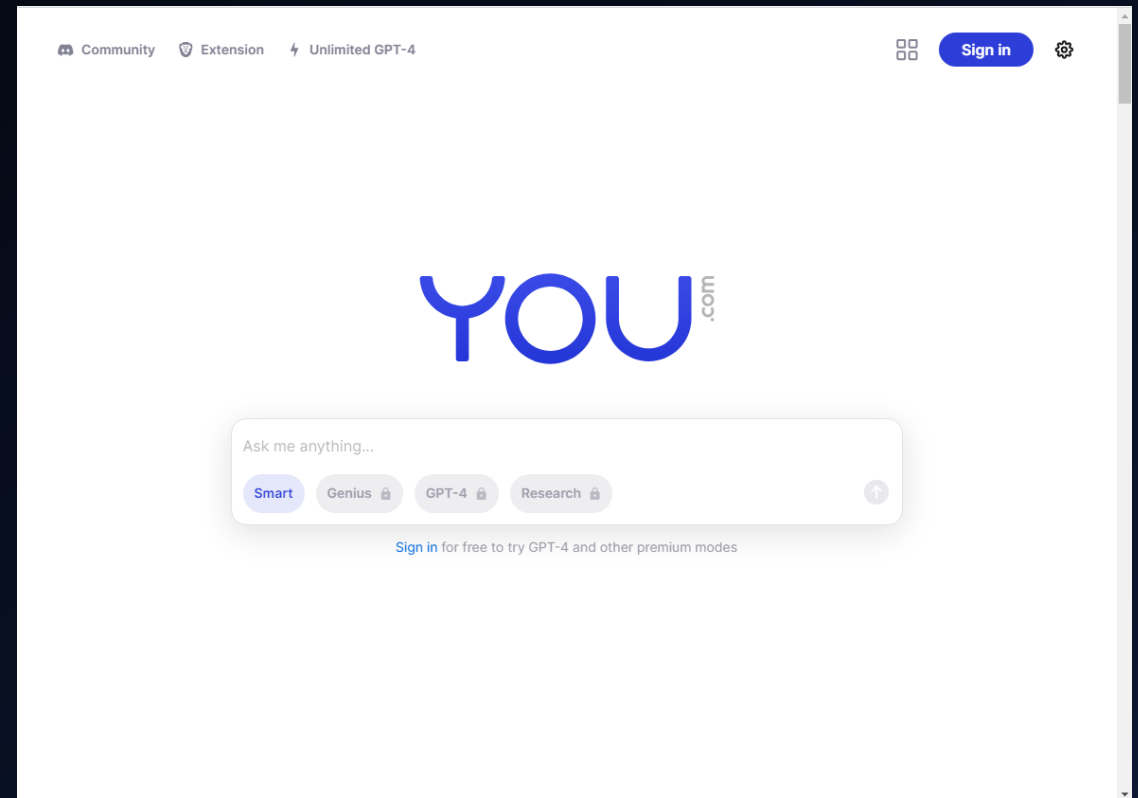 Community Extension Unlimited GPT-4 Sign in
YOU.com
Ask me anything...
Smart Genius GPT-4 Research
Sign in for free to try GPT-4 and other premium modes